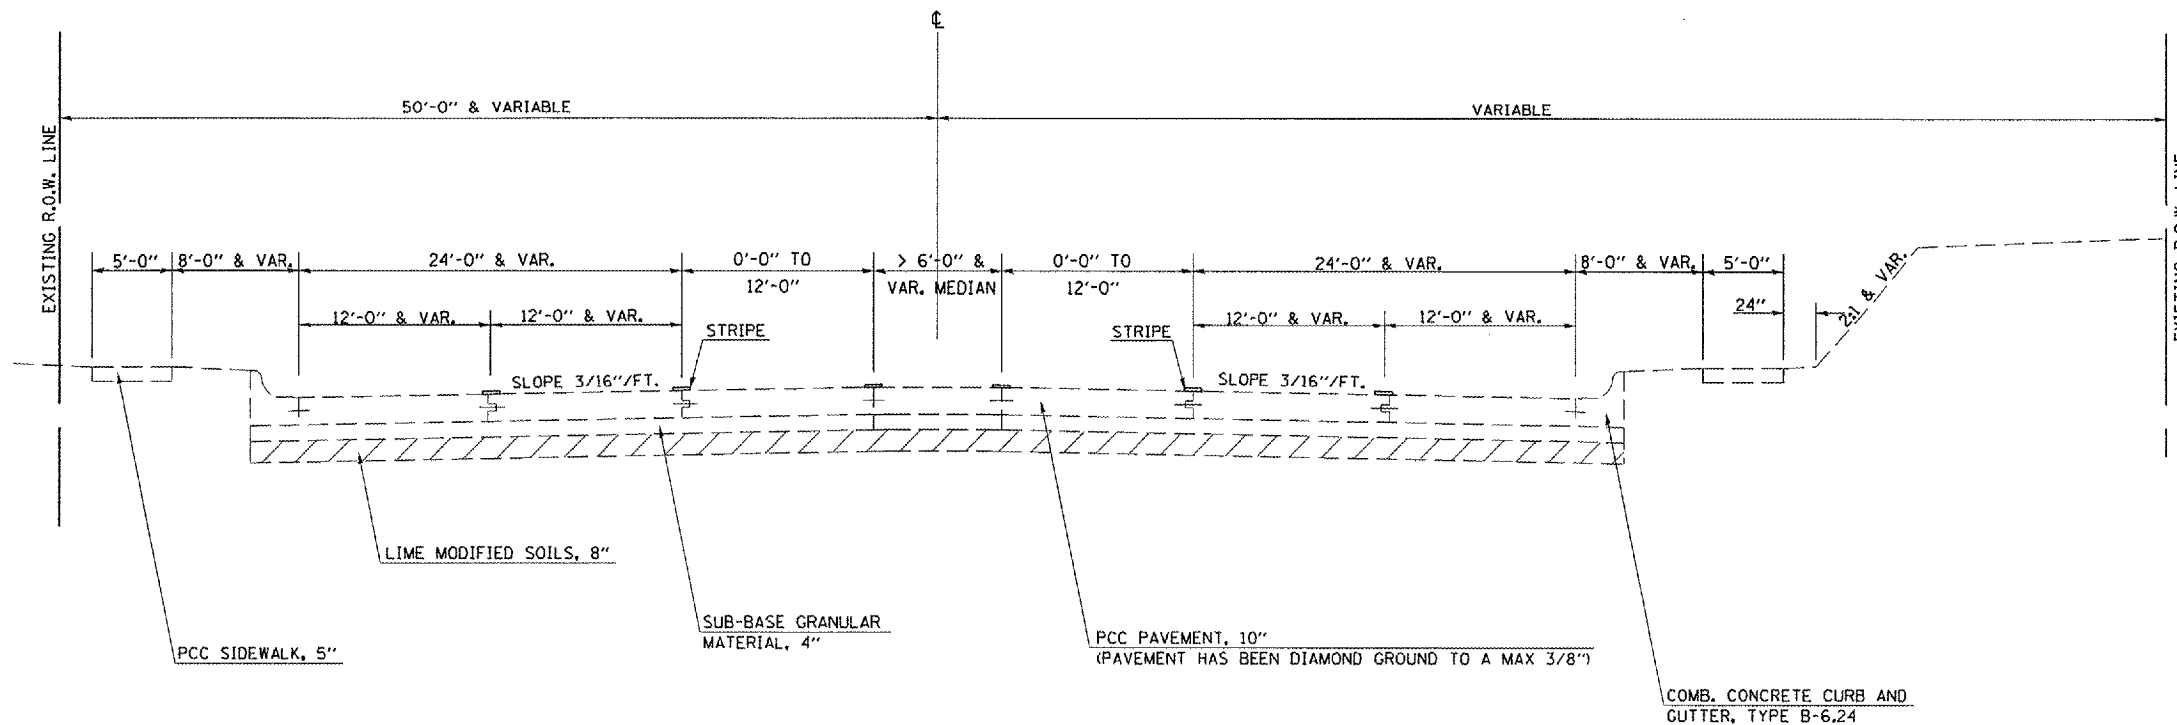 ℄
50'-0" & VARIABLE
VARIABLE
EXISTING R.O.W. LINE
EXISTING R.O.W. LINE
5'-0"
8'-0" & VAR.
24'-0" & VAR.
0'-0" TO
12'-0"
> 6'-0" &
VAR. MEDIAN
0'-0" TO
12'-0"
24'-0" & VAR.
8'-0" & VAR.
5'-0"
12'-0" & VAR.
12'-0" & VAR.
STRIPE
STRIPE
12'-0" & VAR.
12'-0" & VAR.
24"
2:1 & VAR.
SLOPE 3/16"/FT.
SLOPE 3/16"/FT.
LIME MODIFIED SOILS, 8"
SUB-BASE GRANULAR
MATERIAL, 4"
PCC PAVEMENT, 10"
(PAVEMENT HAS BEEN DIAMOND GROUND TO A MAX 3/8")
PCC SIDEWALK, 5"
COMB. CONCRETE CURB AND
GUTTER, TYPE B-6.24